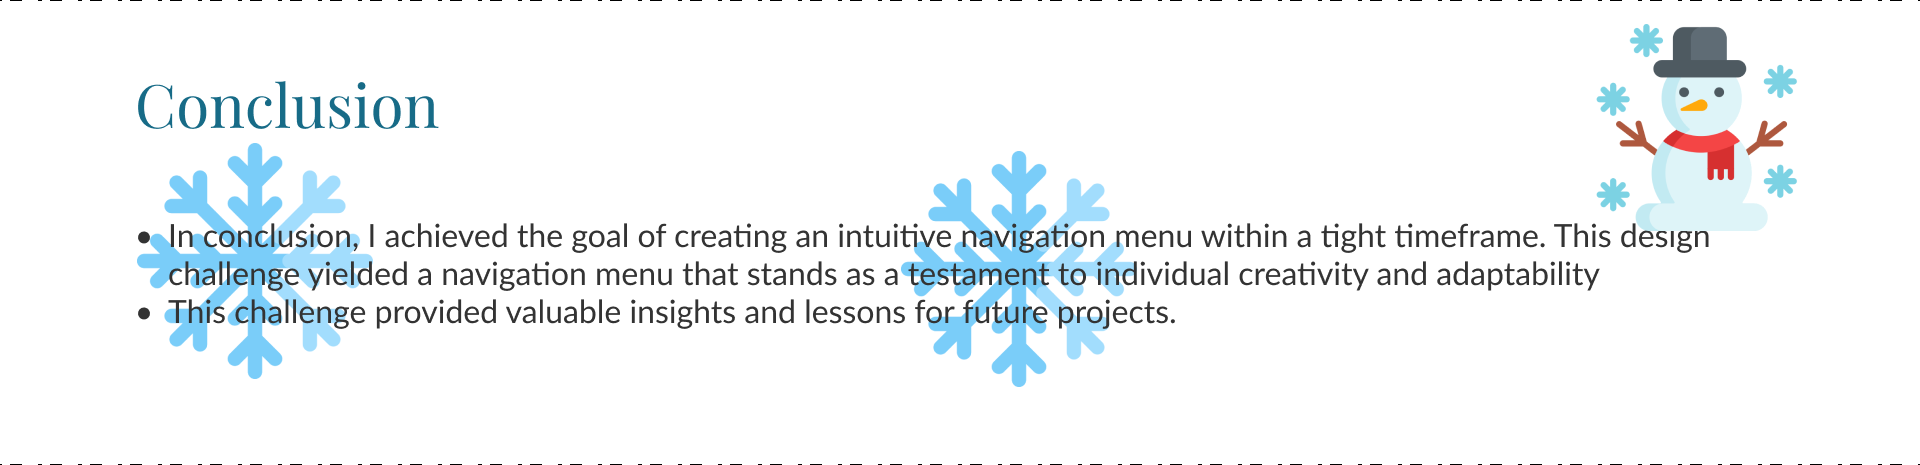 Conclusion
• In conclusion, I achieved the goal of creating an intuitive navigation menu within a tight timeframe. This design
challenge yielded a navigation menu that stands as a testament to individual creativity and adaptability
• This challenge provided valuable insights and lessons for future projects.